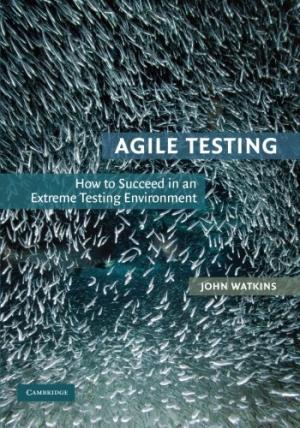 AGILE TESTING
How to Succeed in an
Extreme Testing Environment
JOHN WATKINS
CAMBRIDGE